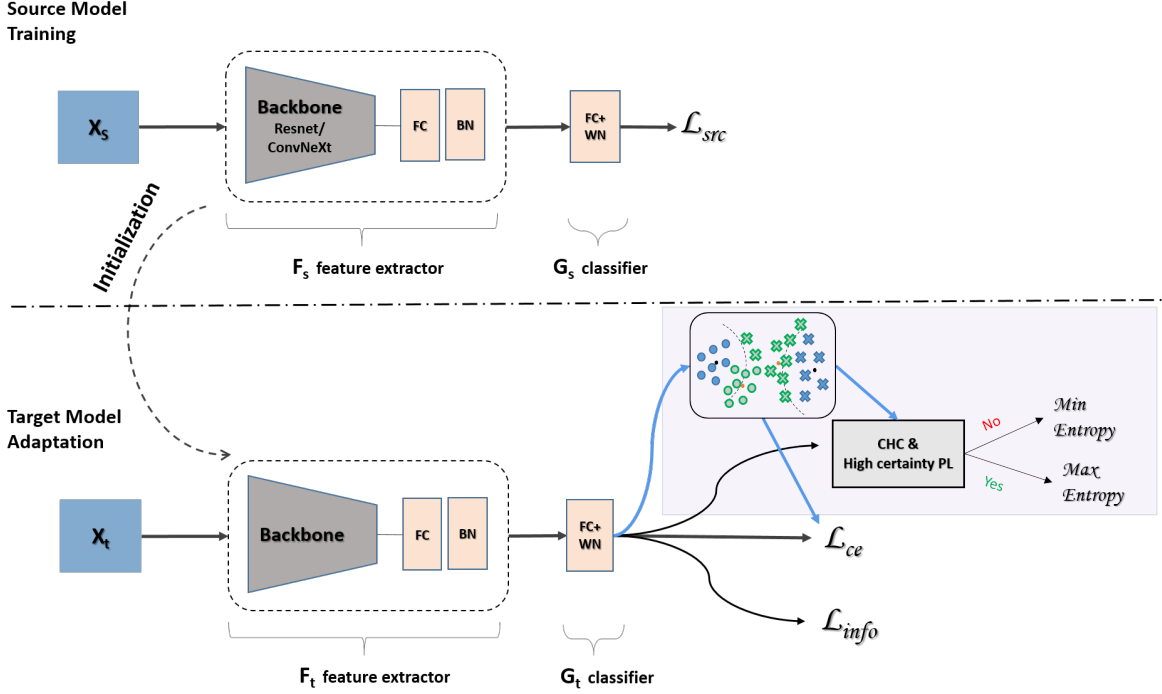 Source Model
Training
Xs
Backbone
Resnet/
ConvNeXt
FC
BN
FC+
WN
ℒsrc
Initialization
Fs feature extractor
Gs classifier
Target Model
Adaptation
CHC &
High certainty PL
No
Min
Entropy
Yes
Max
Entropy
Xt
Backbone
FC
BN
FC+
WN
ℒce
ℒinfo
Ft feature extractor
Gt classifier